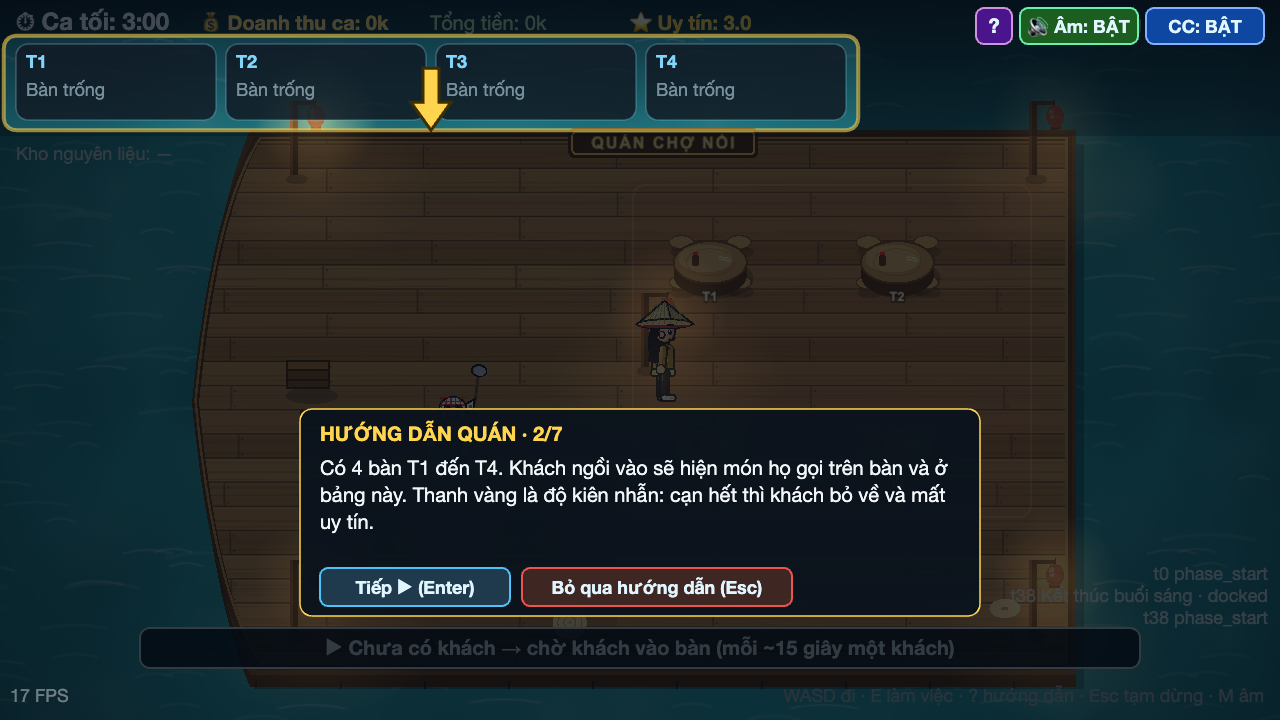 Ca tối: 3:00
Doanh thu ca: 0k
Tổng tiền: 0k
Uy tín: 3.0
?
Âm: BẬT
CC: BẬT
T1
Bàn trống
T2
Bàn trống
T3
Bàn trống
T4
Bàn trống
Kho nguyên liệu: —
QUÁN CHỢ NỔI
T1
T2
HƯỚNG DẪN QUÁN · 2/7
Có 4 bàn T1 đến T4. Khách ngồi vào sẽ hiện món họ gọi trên bàn và ở
bảng này. Thanh vàng là độ kiên nhẫn: cạn hết thì khách bỏ về và mất
uy tín.
Tiếp ▶ (Enter)
Bỏ qua hướng dẫn (Esc)
t0 phase_start
t38 Kết thúc buổi sáng · docked
t38 phase_start
▶ Chưa có khách → chờ khách vào bàn (mỗi ~15 giây một khách)
17 FPS
WASD đi · E làm việc · ? hướng dẫn · Esc tạm dừng · M âm